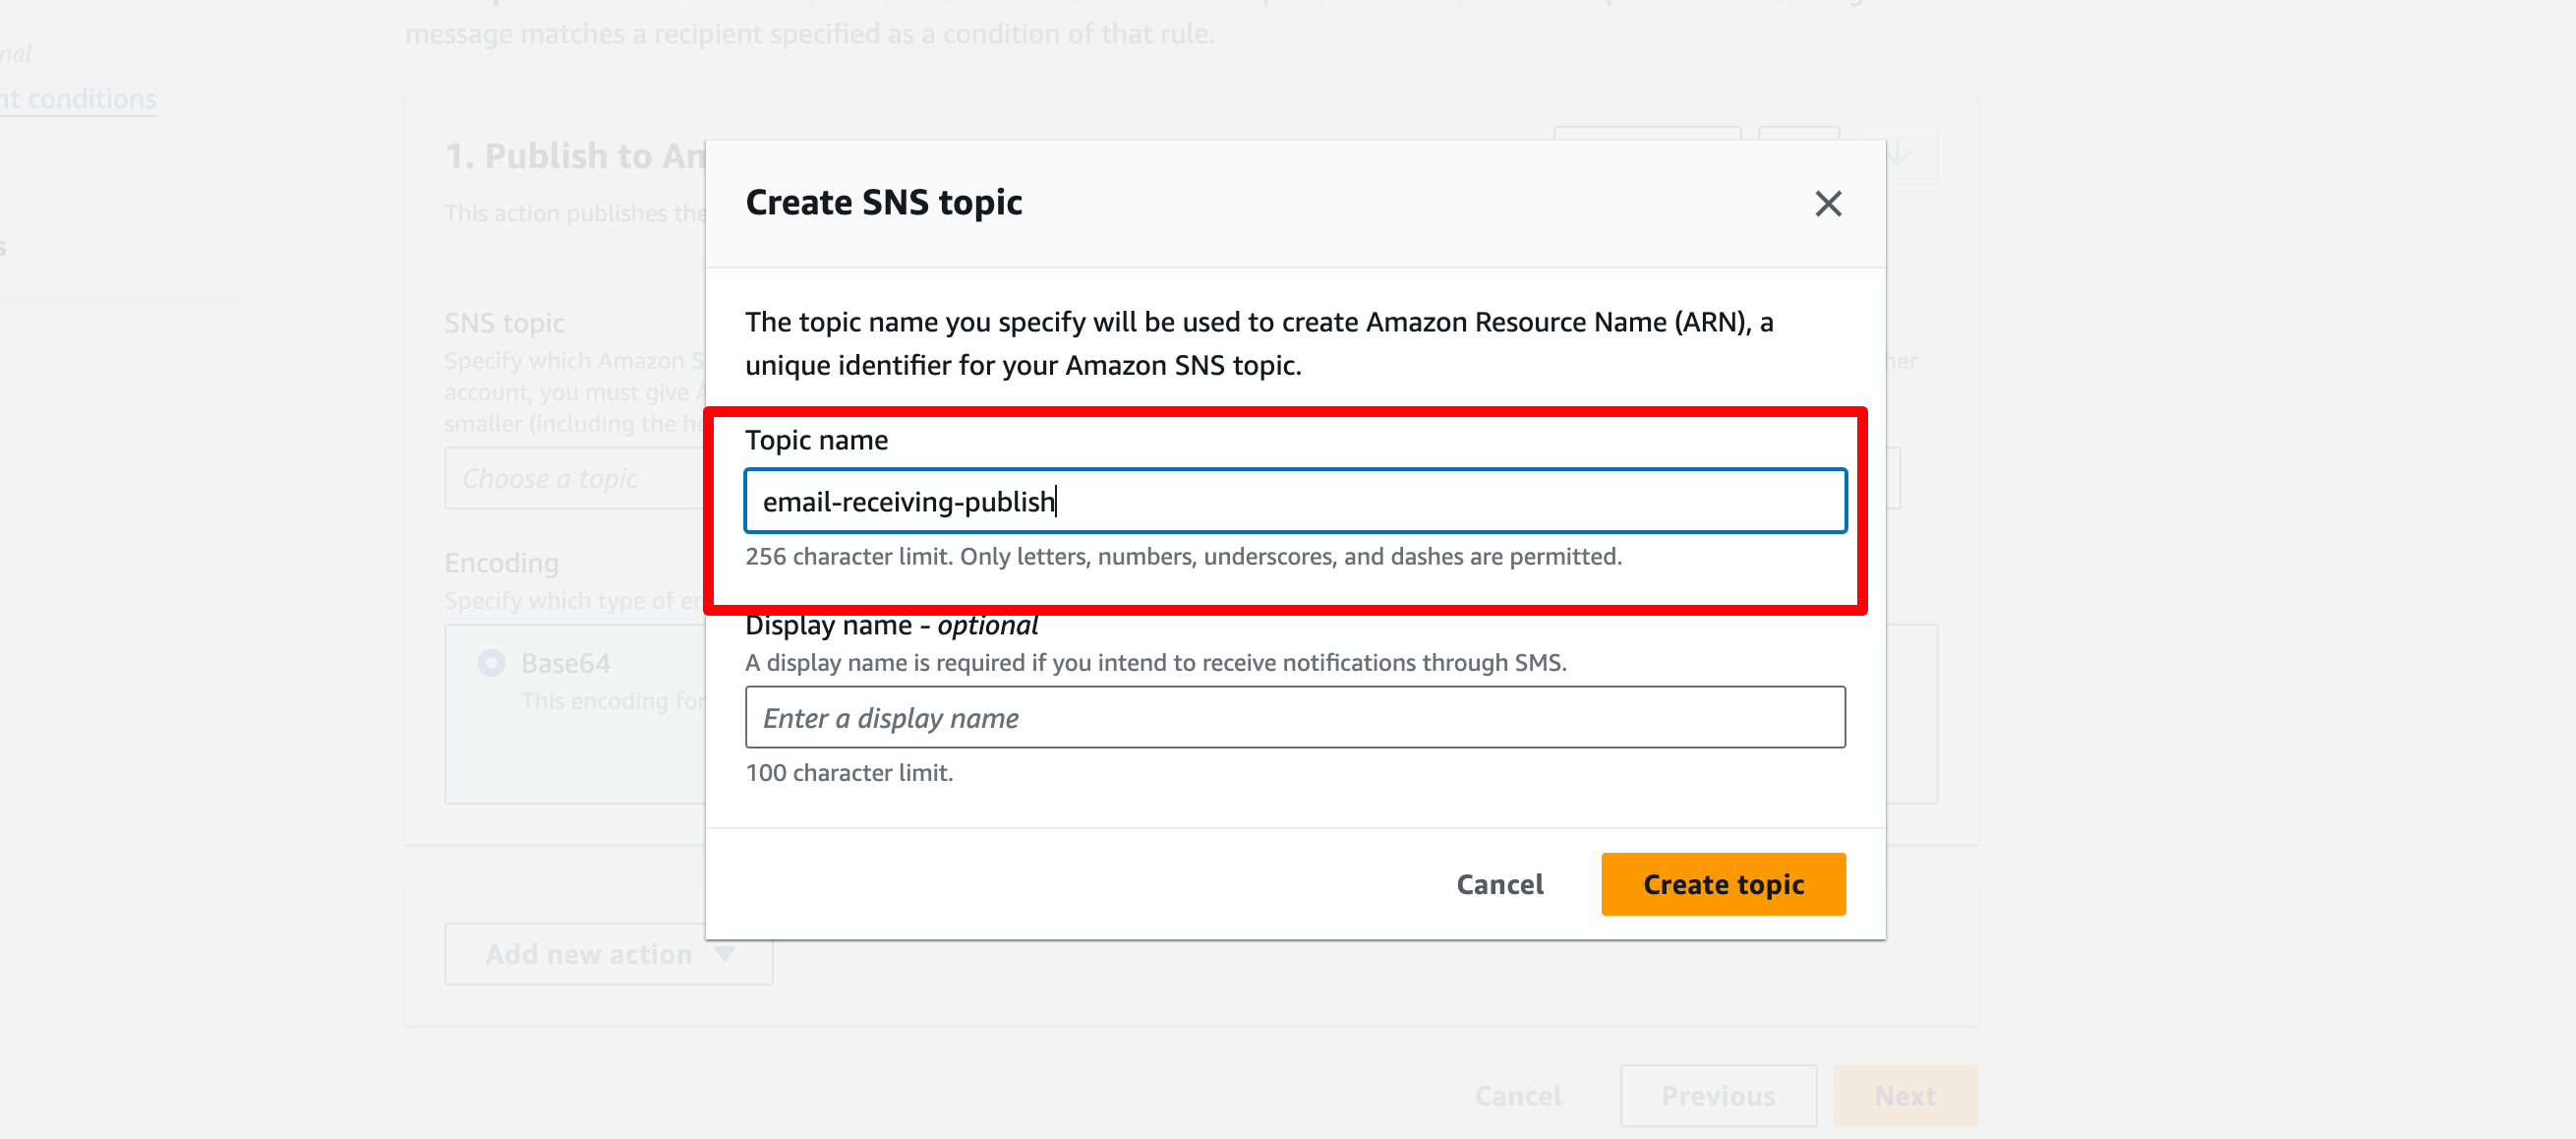 message matches a recipient specified as a condition of that rule.
nal
nt conditions
1. Publish to Am
This action publishes the
s
Create SNS topic
The topic name you specify will be used to create Amazon Resource Name (ARN), a
unique identifier for your Amazon SNS topic.
SNS topic
Specify which Amazon S
her
account, you must give A
smaller (including the he
Choose a topic
Topic name
email-receiving-publish
256 character limit. Only letters, numbers, underscores, and dashes are permitted.
Encoding
Specify which type of en
Base64
This encoding for
Display name - optional
A display name is required if you intend to receive notifications through SMS.
Enter a display name
100 character limit.
Cancel
Create topic
Add new action
Cancel
Previous
Next